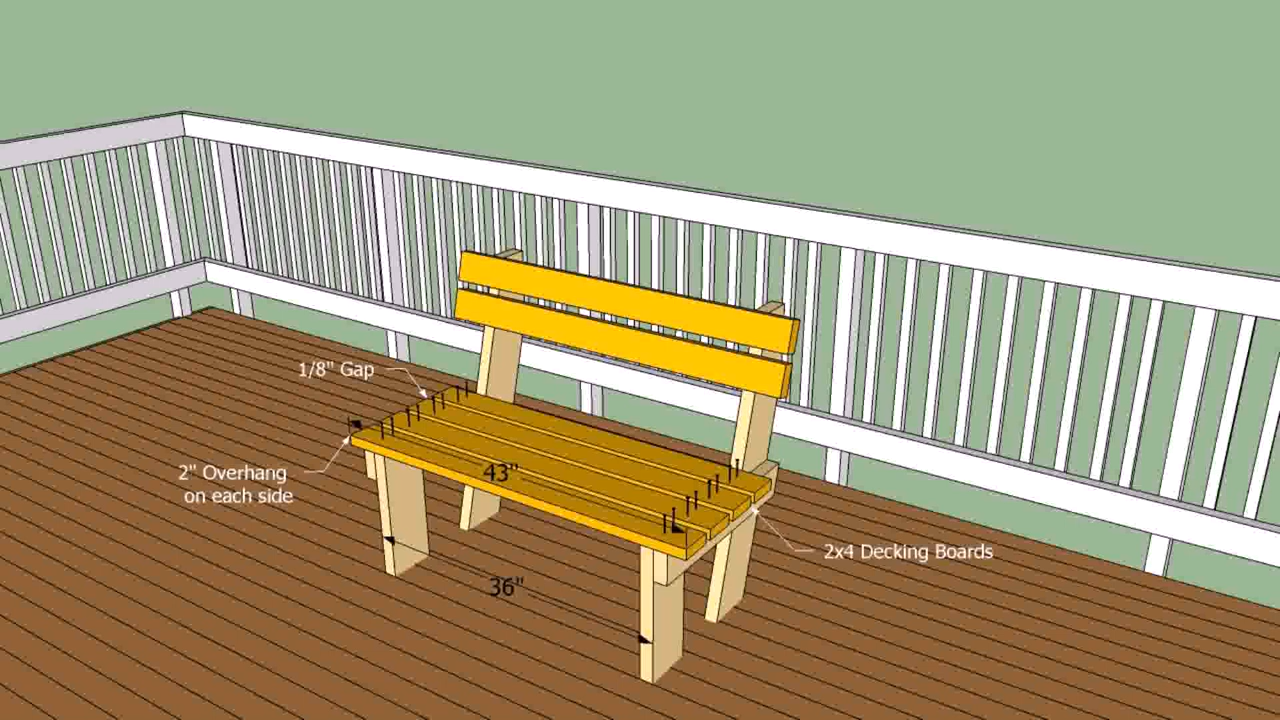 1/8" Gap
2" Overhang
on each side
43"
36"
2x4 Decking Boards